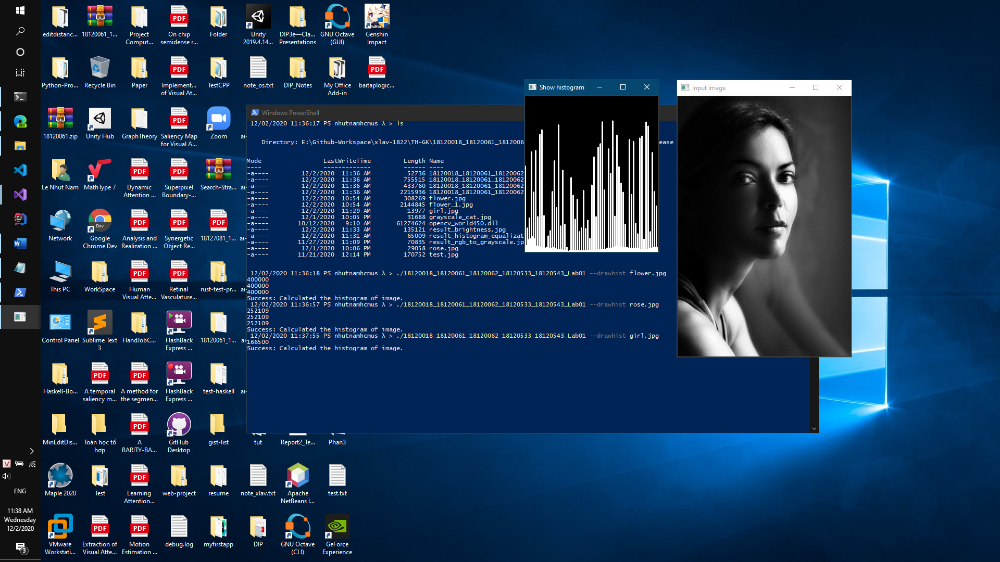 editdistanc...
18120061_1...
Project Comput...
On chip semidense r...
Folder
Unity 2019.4.14...
DIP3e—Cla... Presentations
GNU Octave (GUI)
Genshin Impact
Python-Pro...
Recycle Bin
Paper
Implement... of Visual At...
TestCPP
note_os.txt
DIP_Notes
My Office Add-in
baitaplogic...
18120061.zip
Unity Hub
GraphTheory
Saliency Map for Visual A...
Zoom
ai-
Le Nhut Nam
MathType 7
Dynamic Attention ...
Superpixel Boundary-...
Search-Stra...
ai-
Network
Google Chrome Dev
Analysis and Realization ...
Synergetic Object Re...
18127081_1...
ai-
This PC
WorkSpace
Human Visual Atte...
Retinal Vasculature...
rust-test-pr...
ai-
Control Panel
Sublime Text 3
HandJobC...
FlashBack Express ...
18120061_1...
ai-
Haskell-Bo...
A temporal saliency m...
A method for the segmen...
FlashBack Express ...
test-haskell
ai-
MinEditDis...
Toán học tổ hợp
A RARITY-BA...
GitHub Desktop
gist-list
tut
Report2_Te...
Phan3
Maple 2020
Test
Learning Attention...
web-project
resume
note_xlav.txt
Apache NetBeans I...
test.txt
VMware Workstati...
Extraction of Visual Atte...
Motion Estimation ...
debug.log
myfirstapp
DIP
GNU Octave (CLI)
GeForce Experience
Windows PowerShell
12/02/2020 11:36:17 PS nhutnamhcmus λ > ls
Directory: E:\Github-Workspace\xlav-1822\TH-GK\18120018_18120061_1812006
ease
Mode LastWriteTime Length Name
---- ------------- ------ ----
-a---- 12/2/2020 11:36 AM 52736 18120018_18120061_18120062
-a---- 12/2/2020 11:36 AM 755515 18120018_18120061_18120062
-a---- 12/2/2020 11:36 AM 433760 18120018_18120061_18120062
-a---- 12/2/2020 11:36 AM 2215936 18120018_18120061_18120062
-a---- 12/2/2020 10:54 AM 308269 flower.jpg
-a---- 12/2/2020 10:54 AM 2144845 flower_1.jpg
-a---- 12/2/2020 11:29 AM 13977 girl.jpg
-a---- 12/1/2020 10:05 PM 31688 grayscale_cat.jpg
-a---- 10/12/2020 9:10 AM 61274624 opencv_world450.dll
-a---- 12/2/2020 11:33 AM 135121 result_brightness.jpg
-a---- 12/2/2020 11:31 AM 65009 result_histogram_equalizat
-a---- 11/27/2020 11:09 PM 70835 result_rgb_to_grayscale.jp
-a---- 12/1/2020 10:06 PM 29058 rose.jpg
-a---- 11/21/2020 12:14 PM 170752 test.jpg
12/02/2020 11:36:18 PS nhutnamhcmus λ > ./18120018_18120061_18120062_18120533_18120543_Lab01 --drawhist flower.jpg
400000
400000
400000
Success: Calculated the histogram of image.
12/02/2020 11:36:57 PS nhutnamhcmus λ > ./18120018_18120061_18120062_18120533_18120543_Lab01 --drawhist rose.jpg
252109
252109
252109
Success: Calculated the histogram of image.
12/02/2020 11:37:55 PS nhutnamhcmus λ > ./18120018_18120061_18120062_18120533_18120543_Lab01 --drawhist girl.jpg
166500
Success: Calculated the histogram of image.
Show histogram
Input image
ENG
11:38 AM
Wednesday
12/2/2020
3